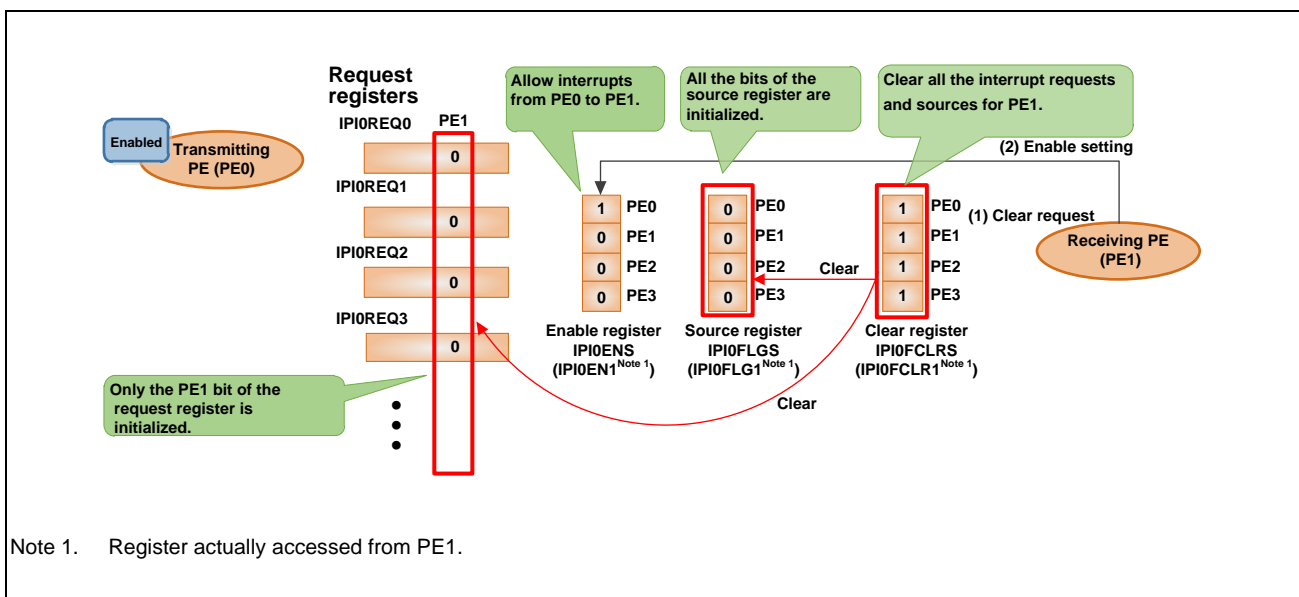 Request
registers
Allow interrupts
from PE0 to PE1.
All the bits of the
source register are
initialized.
Clear all the interrupt requests
and sources for PE1.
Enabled
Transmitting
PE (PE0)
IPI0REQ0
PE1
0
IPI0REQ1
0
IPI0REQ2
0
IPI0REQ3
0
(2) Enable setting
1 PE0
0 PE1
0 PE2
0 PE3
0 PE0
0 PE1
0 PE2
0 PE3
1 PE0
1 PE1
1 PE2
1 PE3
(1) Clear request
Receiving PE
(PE1)
Clear
Enable register
IPI0ENS
(IPI0EN1Note 1)
Source register
IPI0FLGS
(IPI0FLG1Note 1)
Clear register
IPI0FCLRS
(IPI0FCLR1Note 1)
Clear
Only the PE1 bit of the
request register is
initialized.
Note 1. Register actually accessed from PE1.